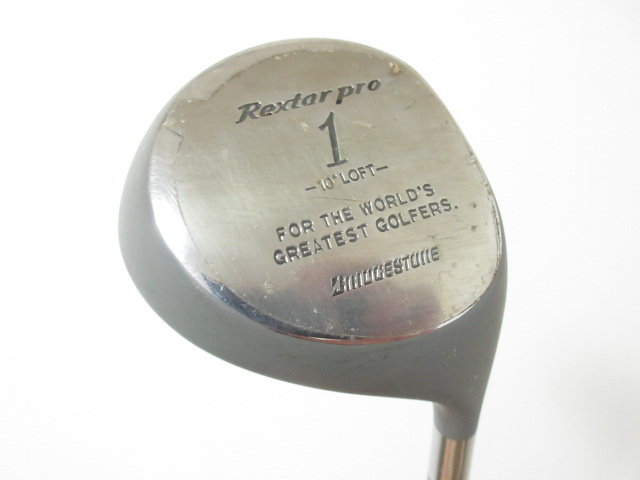 Rextar pro
1
-10° LOFT-
FOR THE WORLD'S
GREATEST GOLFERS.
BRIDGESTONE